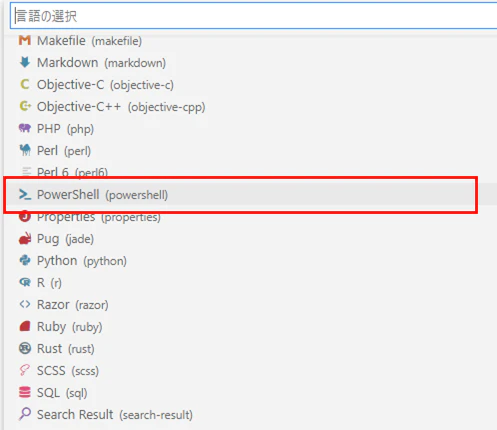 言語の選択
Makefile (makefile)
Markdown (markdown)
Objective-C (objective-c)
Objective-C++ (objective-cpp)
PHP (php)
Perl (perl)
Perl 6 (perl6)
PowerShell (powershell)
Properties (properties)
Pug (jade)
Python (python)
R (r)
Razor (razor)
Ruby (ruby)
Rust (rust)
SCSS (scss)
SQL (sql)
Search Result (search-result)